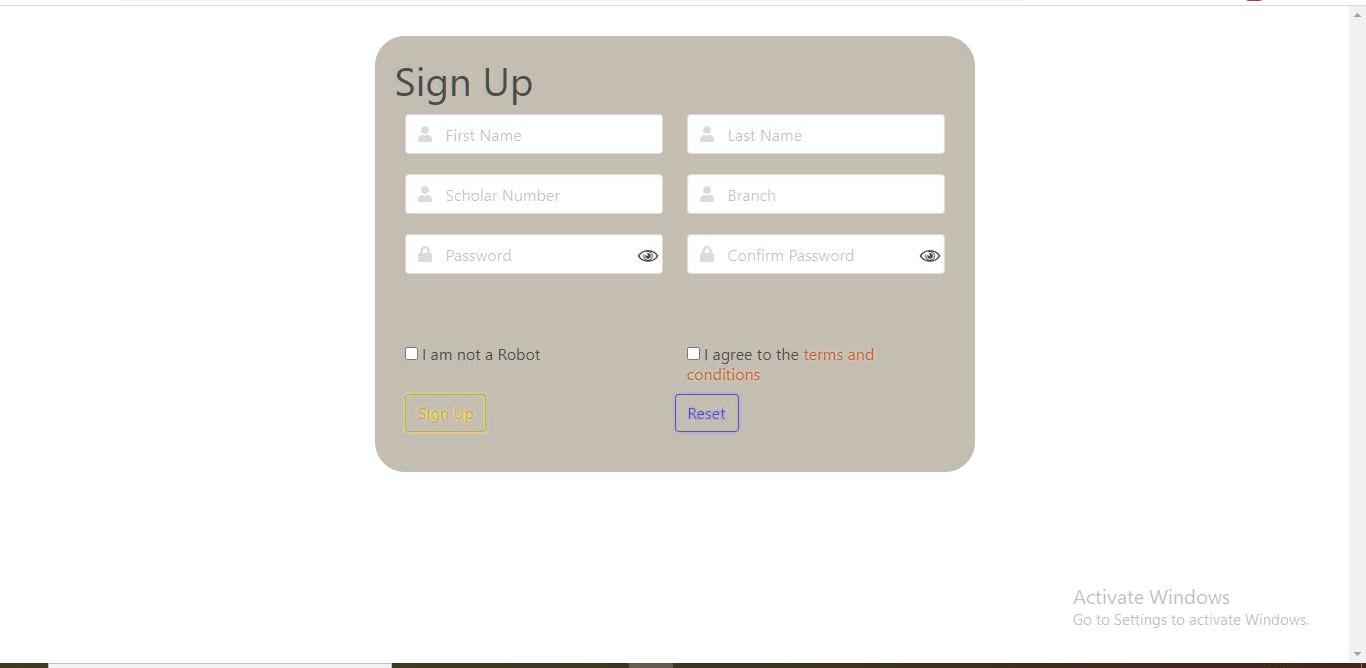 Sign Up
First Name
Last Name
Scholar Number
Branch
Password
Confirm Password
I am not a Robot
I agree to the terms and
conditions
Sign Up
Reset
Activate Windows
Go to Settings to activate Windows.